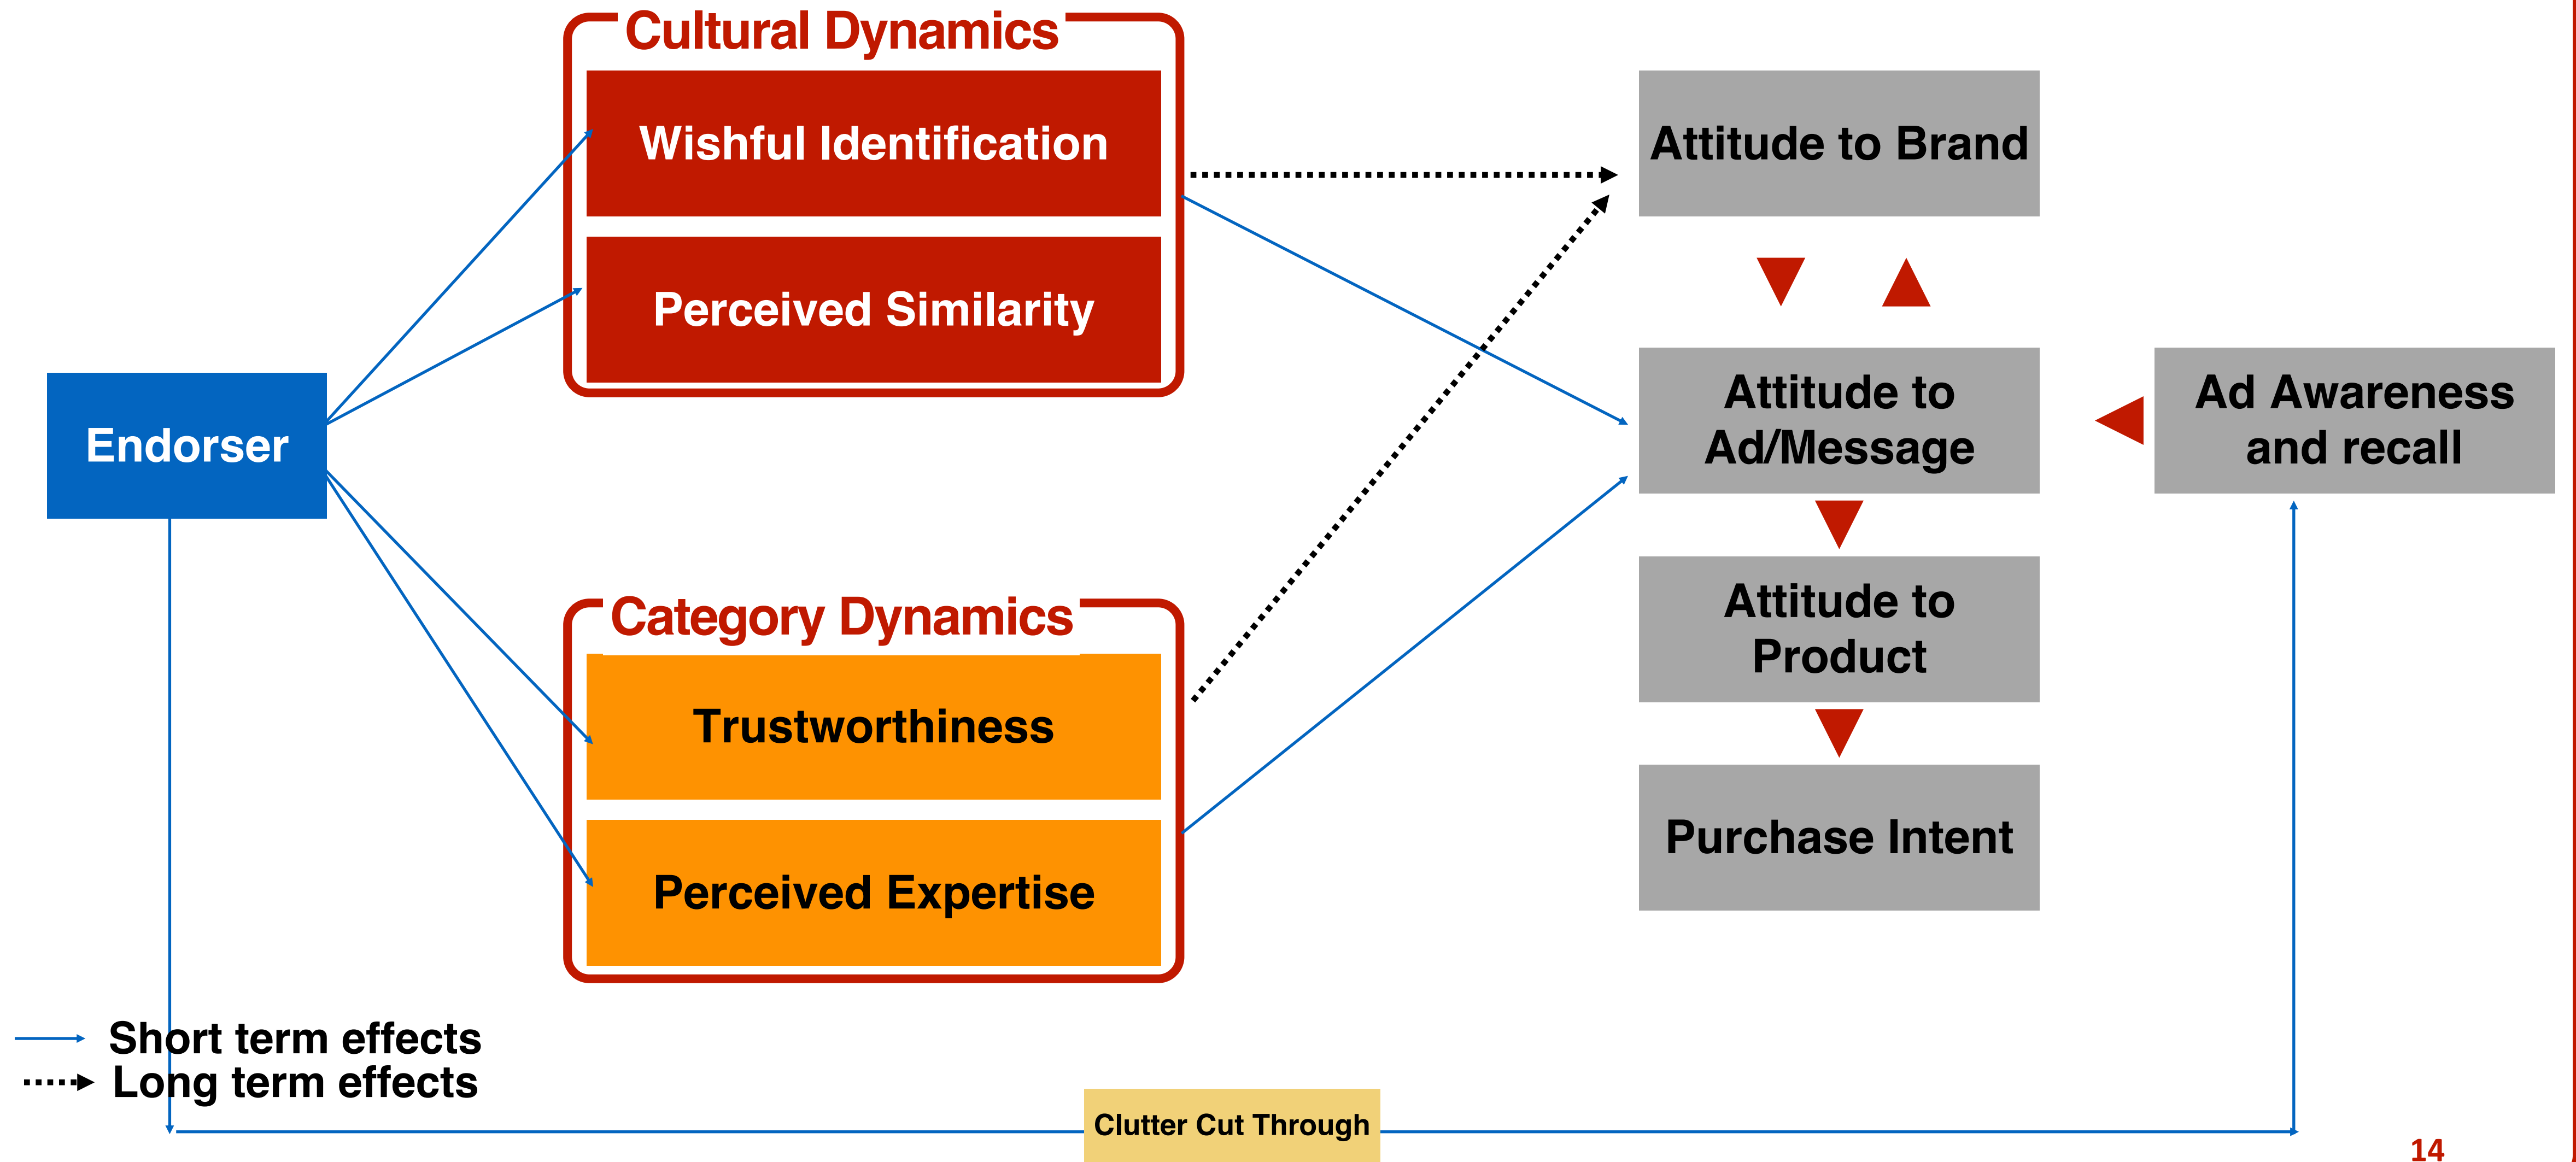 Cultural Dynamics
Wishful Identification
Perceived Similarity
Endorser
Category Dynamics
Trustworthiness
Perceived Expertise
Attitude to Brand
Attitude to
Ad/Message
Ad Awareness
and recall
Attitude to
Product
Purchase Intent
Short term effects
Long term effects
Clutter Cut Through
14